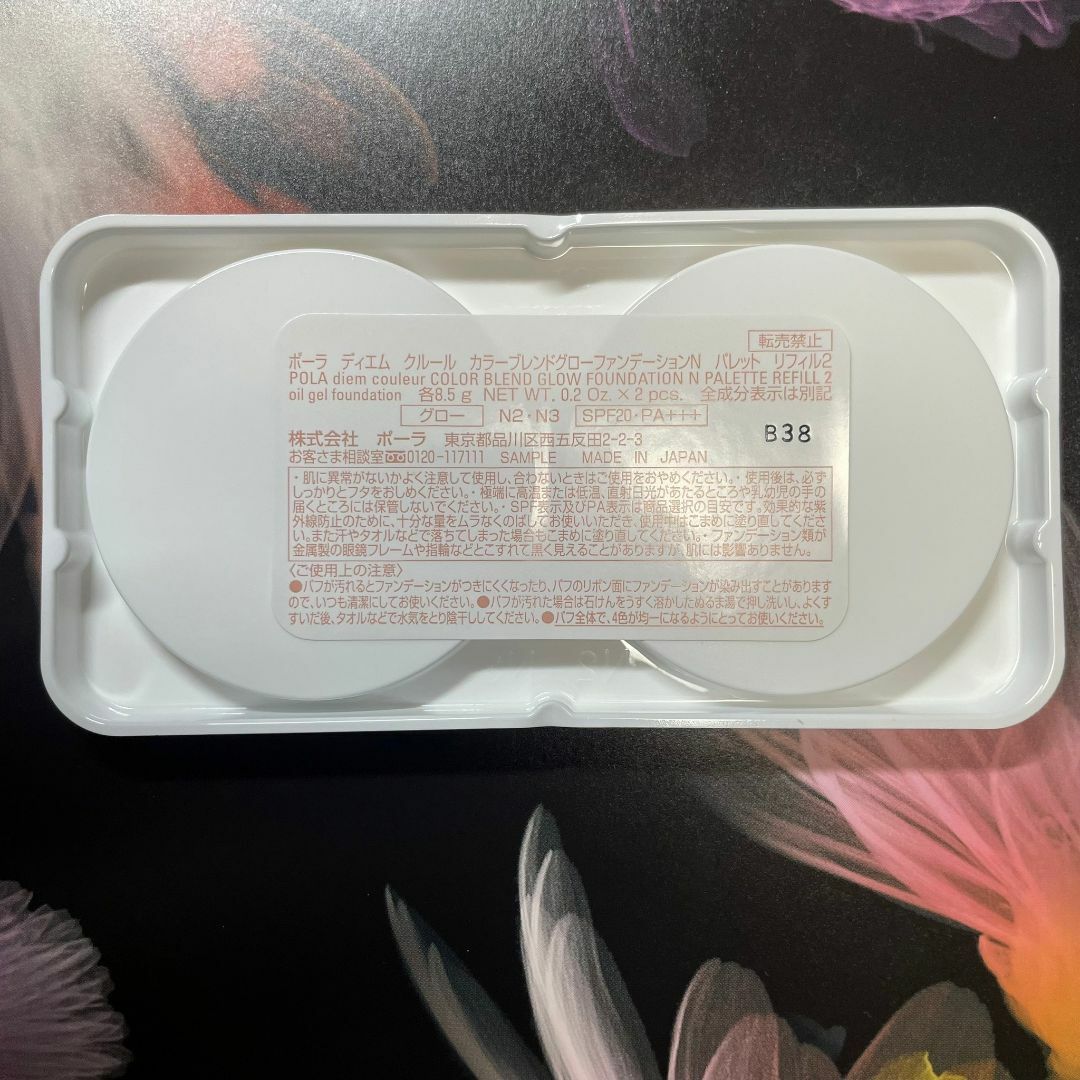 転売禁止
ポーラ ディエム クルール カラーブレンドグローファンデーションN パレット リフィル2
POLA diem couleur COLOR BLEND GLOW FOUNDATION N PALETTE REFILL 2
oil gel foundation 各8.5 g NET WT. 0.2 Oz. × 2 pcs. 全成分表示は別記
グロー N2・N3 SPF20・PA+++
株式会社 ポーラ 東京都品川区西五反田2-2-3
B38
お客さま相談室 0120-117111 SAMPLE MADE IN JAPAN
・肌に異常がないかよく注意して使用し、合わないときはご使用をおやめください。・使用後は、必ず
しっかりとフタをおしめください。・極端に高温または低温、直射日光があたるところや乳幼児の手の
届くところには保管しないでください。・SPF表示及びPA表示は商品選択の目安です。効果的な紫
外線防止のために、十分な量をムラなくのばしてお使いいただき、使用中はこまめに塗り直してくださ
い。また汗やタオルなどで落ちてしまった場合もこまめに塗り直してください。・ファンデーション類が
金属製の眼鏡フレームや指輪などとこすれて黒く見えることがありますが、肌には影響ありません。
〈ご使用上の注意〉
●パフが汚れるとファンデーションがつきにくくなったり、パフのリボン面にファンデーションが染み出すことがあります
ので、いつも清潔にしてお使いください。●パフが汚れた場合は石けんをうすく溶かしたぬるま湯で押し洗いし、よくす
すいだ後、タオルなどで水気をとり陰干ししてください。●パフ全体で、4色が均一になるようにとってお使いください。